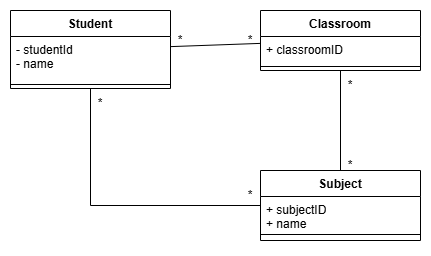 Student
- studentId
- name
Classroom
+ classroomID
*
*
*
*
Subject
+ subjectID
+ name
*
*